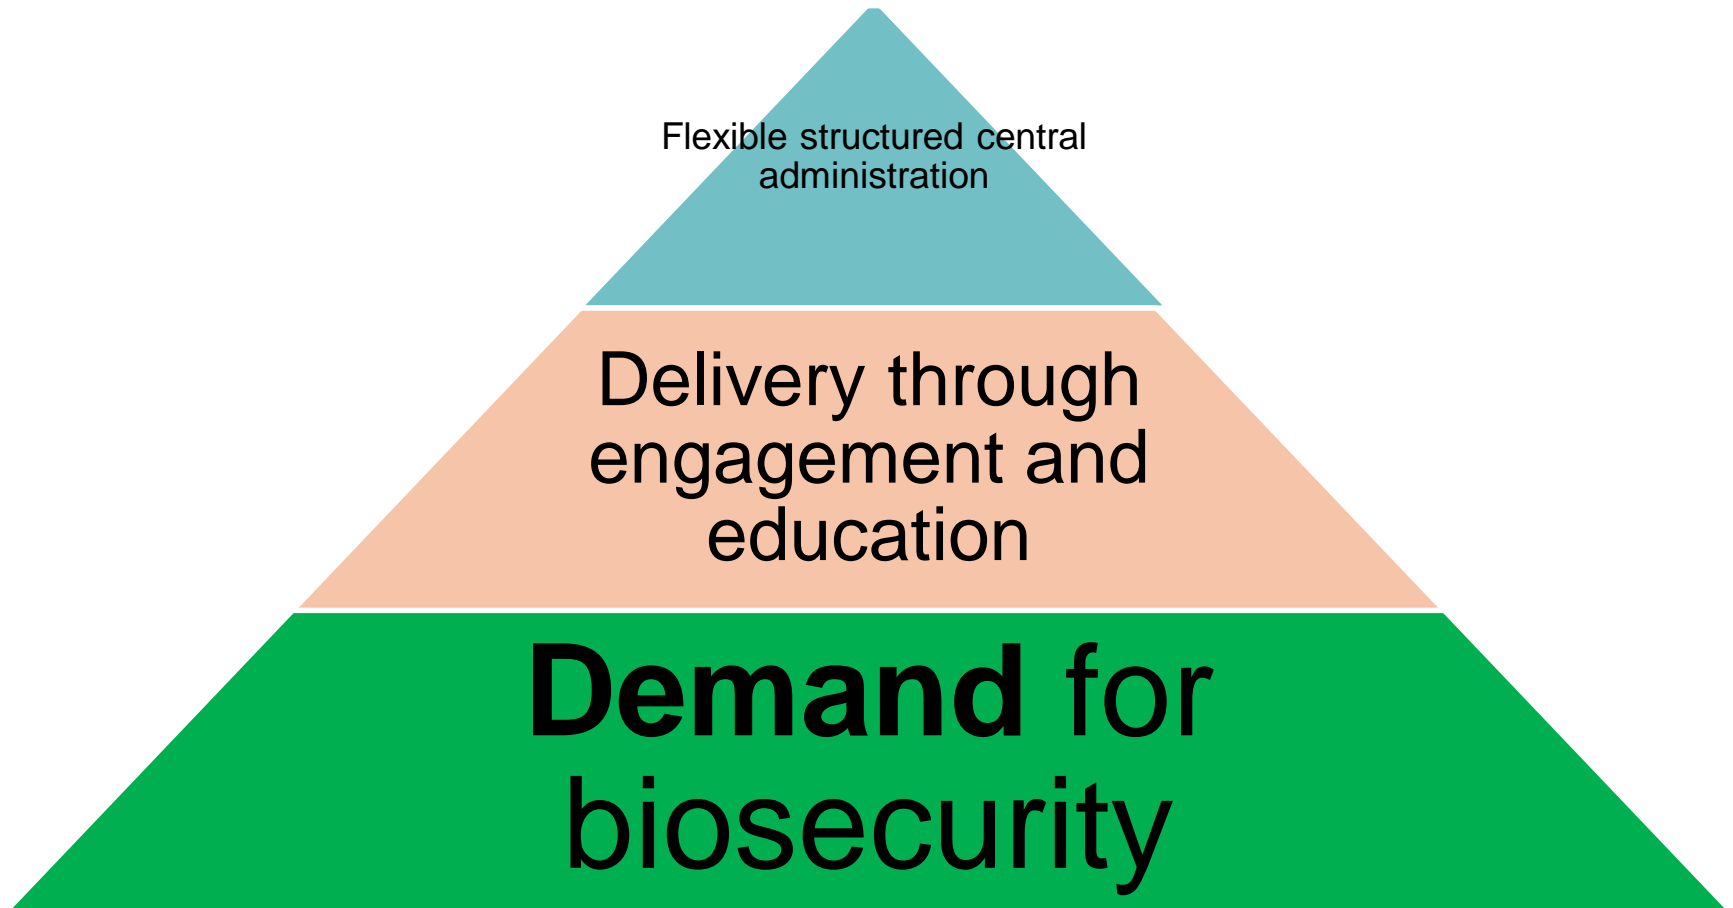 Flexible structured central
administration
Delivery through
engagement and
education
Demand for
biosecurity